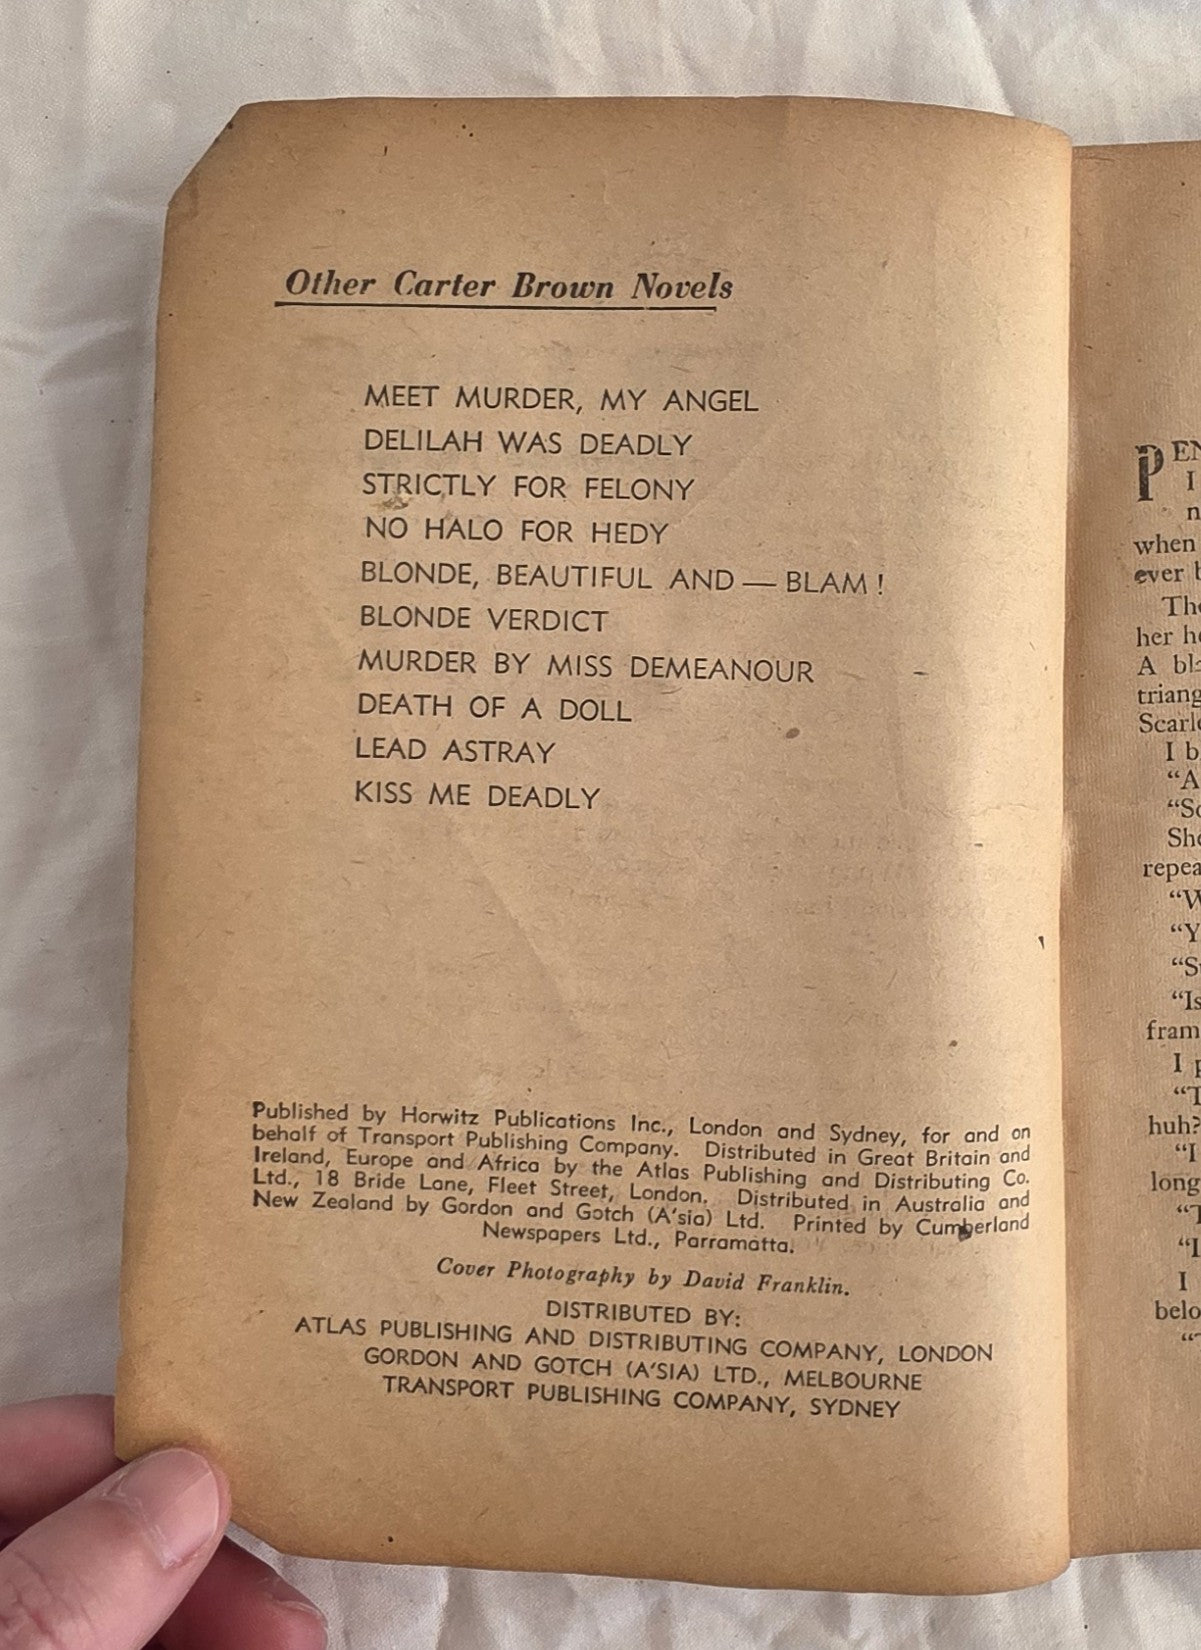 Other Carter Brown Novels
MEET MURDER, MY ANGEL
DELILAH WAS DEADLY
STRICTLY FOR FELONY
NO HALO FOR HEDY
BLONDE, BEAUTIFUL AND — BLAM!
BLONDE VERDICT
MURDER BY MISS DEMEANOUR
DEATH OF A DOLL
LEAD ASTRAY
KISS ME DEADLY
Published by Horwitz Publications Inc., London and Sydney, for and on
behalf of Transport Publishing Company. Distributed in Great Britain and
Ireland, Europe and Africa by the Atlas Publishing and Distributing Co.
Ltd., 18 Bride Lane, Fleet Street, London. Distributed in Australia and
New Zealand by Gordon and Gotch (A'sia) Ltd. Printed by Cumberland
Newspapers Ltd., Parramatta.
Cover Photography by David Franklin.
DISTRIBUTED BY:
ATLAS PUBLISHING AND DISTRIBUTING COMPANY, LONDON
GORDON AND GOTCH (A'SIA) LTD., MELBOURNE
TRANSPORT PUBLISHING COMPANY, SYDNEY
I
when
ever
her
A
I
I
huh?
"I
long
I